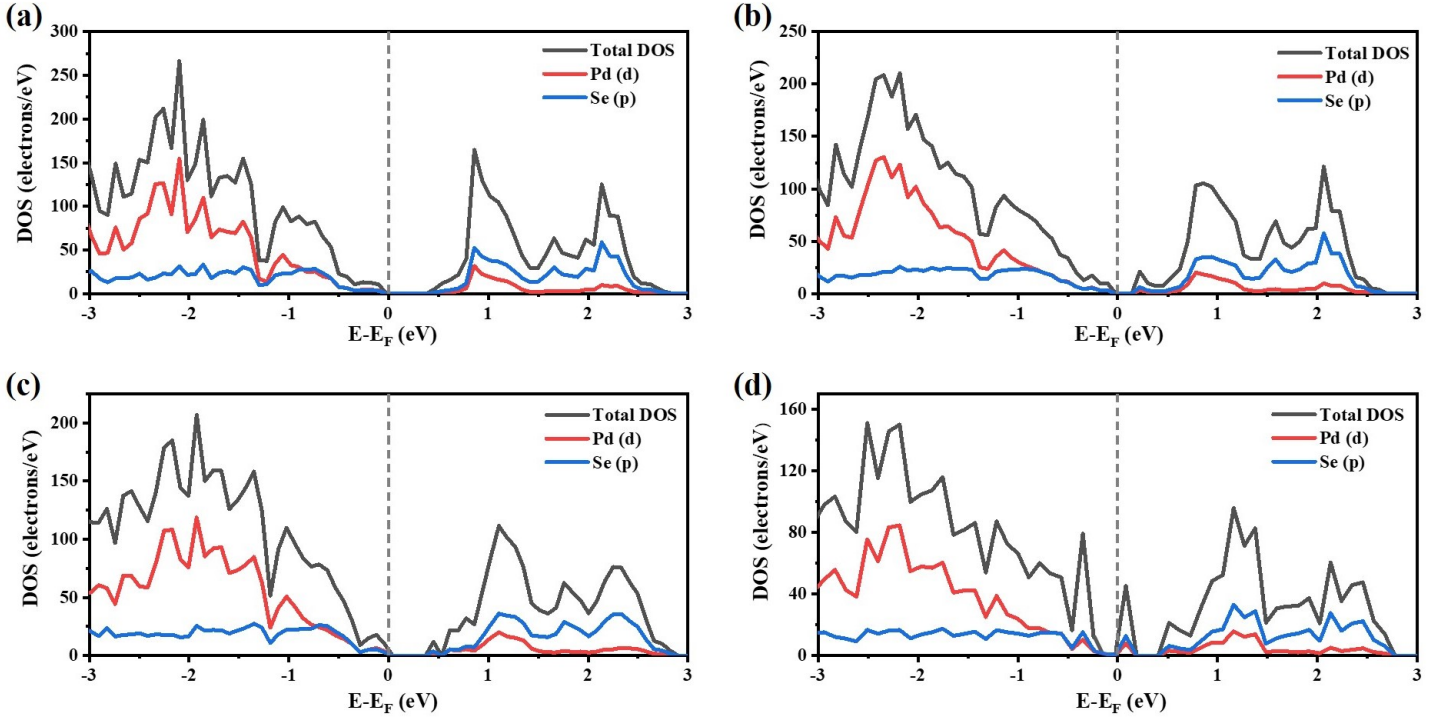 (a)
300
250
200
150
100
50
0
DOS (electrons/eV)
Total DOS
Pd (d)
Se (p)
-3 -2 -1 0 1 2 3
E-EF (eV)
(b)
250
200
150
100
50
0
DOS (electrons/eV)
Total DOS
Pd (d)
Se (p)
-3 -2 -1 0 1 2 3
E-EF (eV)
(c)
200
150
100
50
0
DOS (electrons/eV)
Total DOS
Pd (d)
Se (p)
-3 -2 -1 0 1 2 3
E-EF (eV)
(d)
160
120
80
40
0
DOS (electrons/eV)
Total DOS
Pd (d)
Se (p)
-3 -2 -1 0 1 2 3
E-EF (eV)